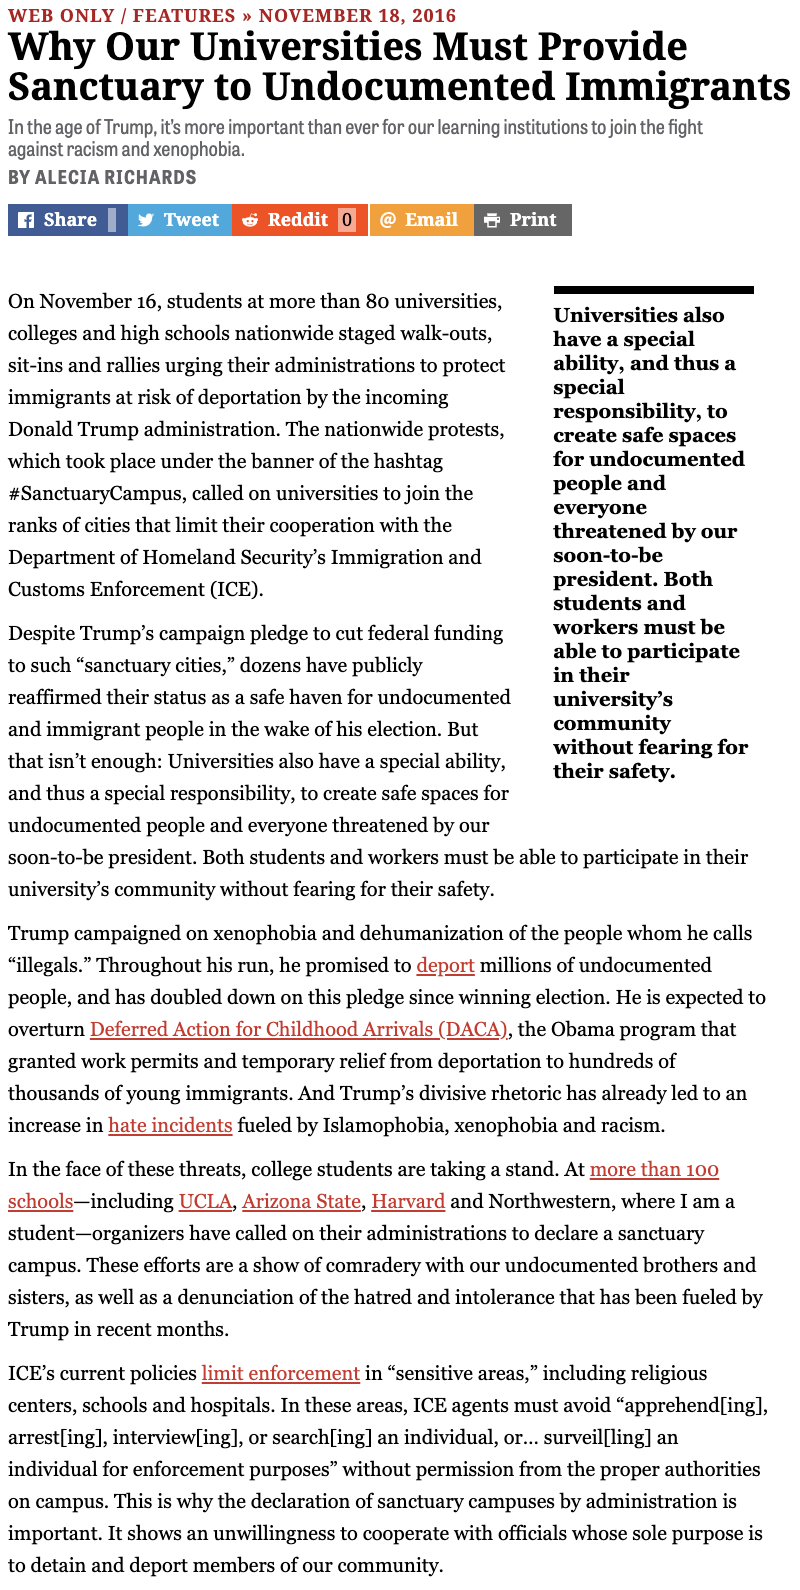 WEB ONLY / FEATURES » NOVEMBER 18, 2016
Why Our Universities Must Provide
Sanctuary to Undocumented Immigrants
In the age of Trump, it's more important than ever for our learning institutions to join the fight
against racism and xenophobia.
BY ALECIA RICHARDS
Share Tweet Reddit 0 @ Email Print
On November 16, students at more than 80 universities,
colleges and high schools nationwide staged walk-outs,
sit-ins and rallies urging their administrations to protect
immigrants at risk of deportation by the incoming
Donald Trump administration. The nationwide protests,
which took place under the banner of the hashtag
#SanctuaryCampus, called on universities to join the
ranks of cities that limit their cooperation with the
Department of Homeland Security's Immigration and
Customs Enforcement (ICE).
Despite Trump's campaign pledge to cut federal funding
to such “sanctuary cities,” dozens have publicly
reaffirmed their status as a safe haven for undocumented
and immigrant people in the wake of his election. But
that isn't enough: Universities also have a special ability,
and thus a special responsibility, to create safe spaces for
undocumented people and everyone threatened by our
soon-to-be president. Both students and workers must be able to participate in their
university's community without fearing for their safety.
Universities also
have a special
ability, and thus a
special
responsibility, to
create safe spaces
for undocumented
people and
everyone
threatened by our
soon-to-be
president. Both
students and
workers must be
able to participate
in their
university's
community
without fearing for
their safety.
Trump campaigned on xenophobia and dehumanization of the people whom he calls
“illegals.” Throughout his run, he promised to deport millions of undocumented
people, and has doubled down on this pledge since winning election. He is expected to
overturn Deferred Action for Childhood Arrivals (DACA), the Obama program that
granted work permits and temporary relief from deportation to hundreds of
thousands of young immigrants. And Trump's divisive rhetoric has already led to an
increase in hate incidents fueled by Islamophobia, xenophobia and racism.
In the face of these threats, college students are taking a stand. At more than 100
schools—including UCLA, Arizona State, Harvard and Northwestern, where I am a
student—organizers have called on their administrations to declare a sanctuary
campus. These efforts are a show of comradery with our undocumented brothers and
sisters, as well as a denunciation of the hatred and intolerance that has been fueled by
Trump in recent months.
ICE's current policies limit enforcement in “sensitive areas,” including religious
centers, schools and hospitals. In these areas, ICE agents must avoid “apprehend[ing],
arrest[ing], interview[ing], or search[ing] an individual, or… surveil[ling] an
individual for enforcement purposes” without permission from the proper authorities
on campus. This is why the declaration of sanctuary campuses by administration is
important. It shows an unwillingness to cooperate with officials whose sole purpose is
to detain and deport members of our community.